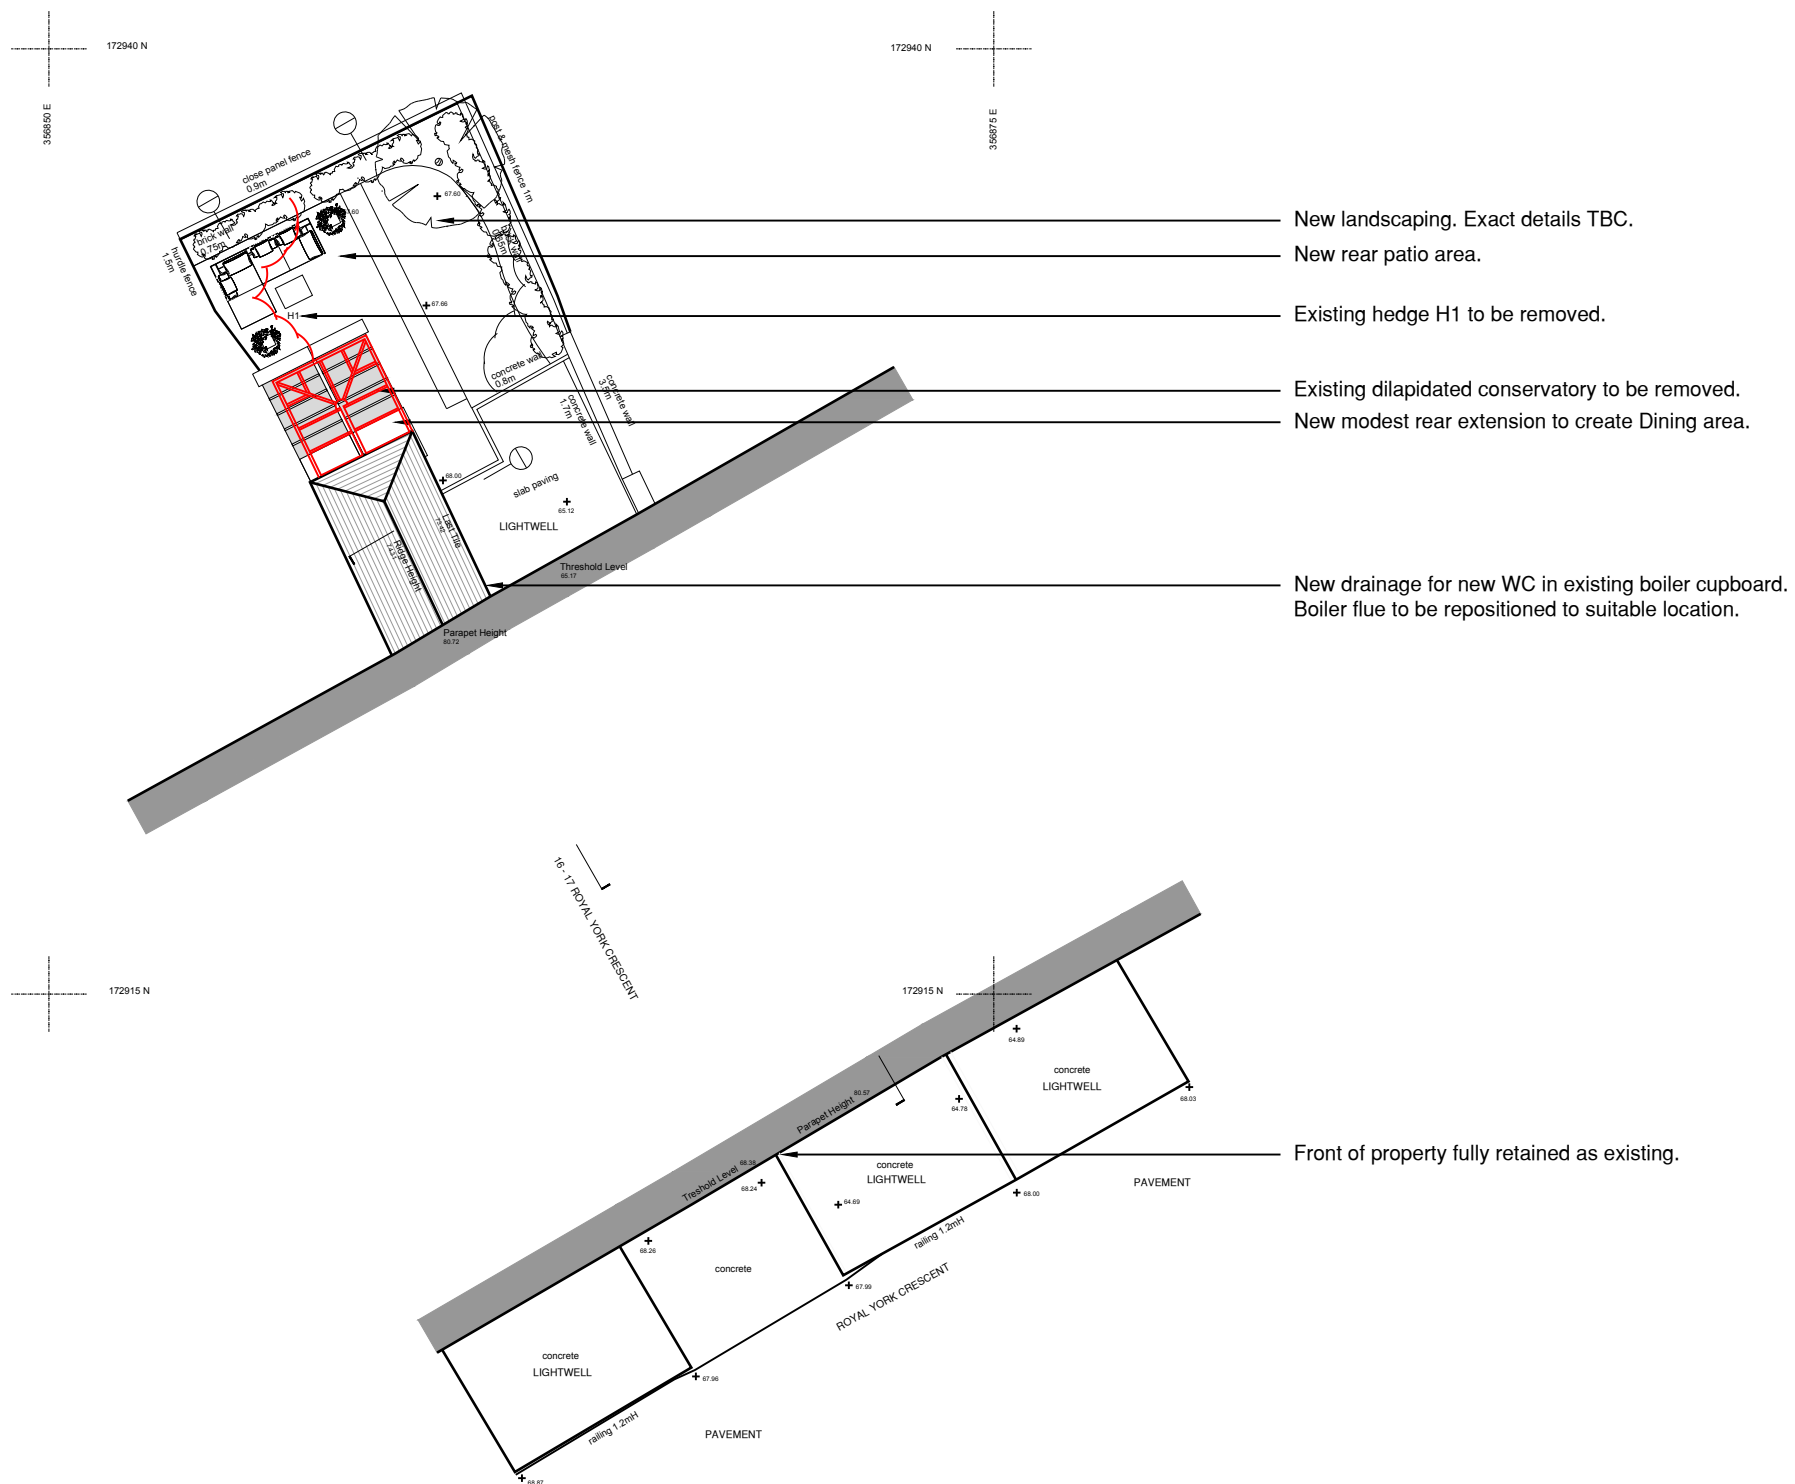 172940 N
172940 N
356850 E
356875 E
close panel fence
0.9m
post & mesh fence 1m
67.60
brick wall
0.75m
hurdle fence
1.5m
67.66
H1
concrete wall
0.8m
concrete wall
3.5m
concrete wall
1.7m
68.00
slab paving
65.12
LIGHTWELL
Last Tile
73.42
Ridge Height
Threshold Level
65.17
Parapet Height
80.72
New landscaping. Exact details TBC.
New rear patio area.
Existing hedge H1 to be removed.
Existing dilapidated conservatory to be removed.
New modest rear extension to create Dining area.
New drainage for new WC in existing boiler cupboard.
Boiler flue to be repositioned to suitable location.
16 - 17 ROYAL YORK CRESCENT
172915 N
172915 N
64.89
concrete
LIGHTWELL
68.03
Parapet Height
80.57
64.78
Treshold Level
68.38
68.24
concrete
LIGHTWELL
64.69
68.00
PAVEMENT
Front of property fully retained as existing.
68.26
concrete
railing 1.2mH
67.99
ROYAL YORK CRESCENT
concrete
LIGHTWELL
67.96
railing 1.2mH
PAVEMENT
68.87